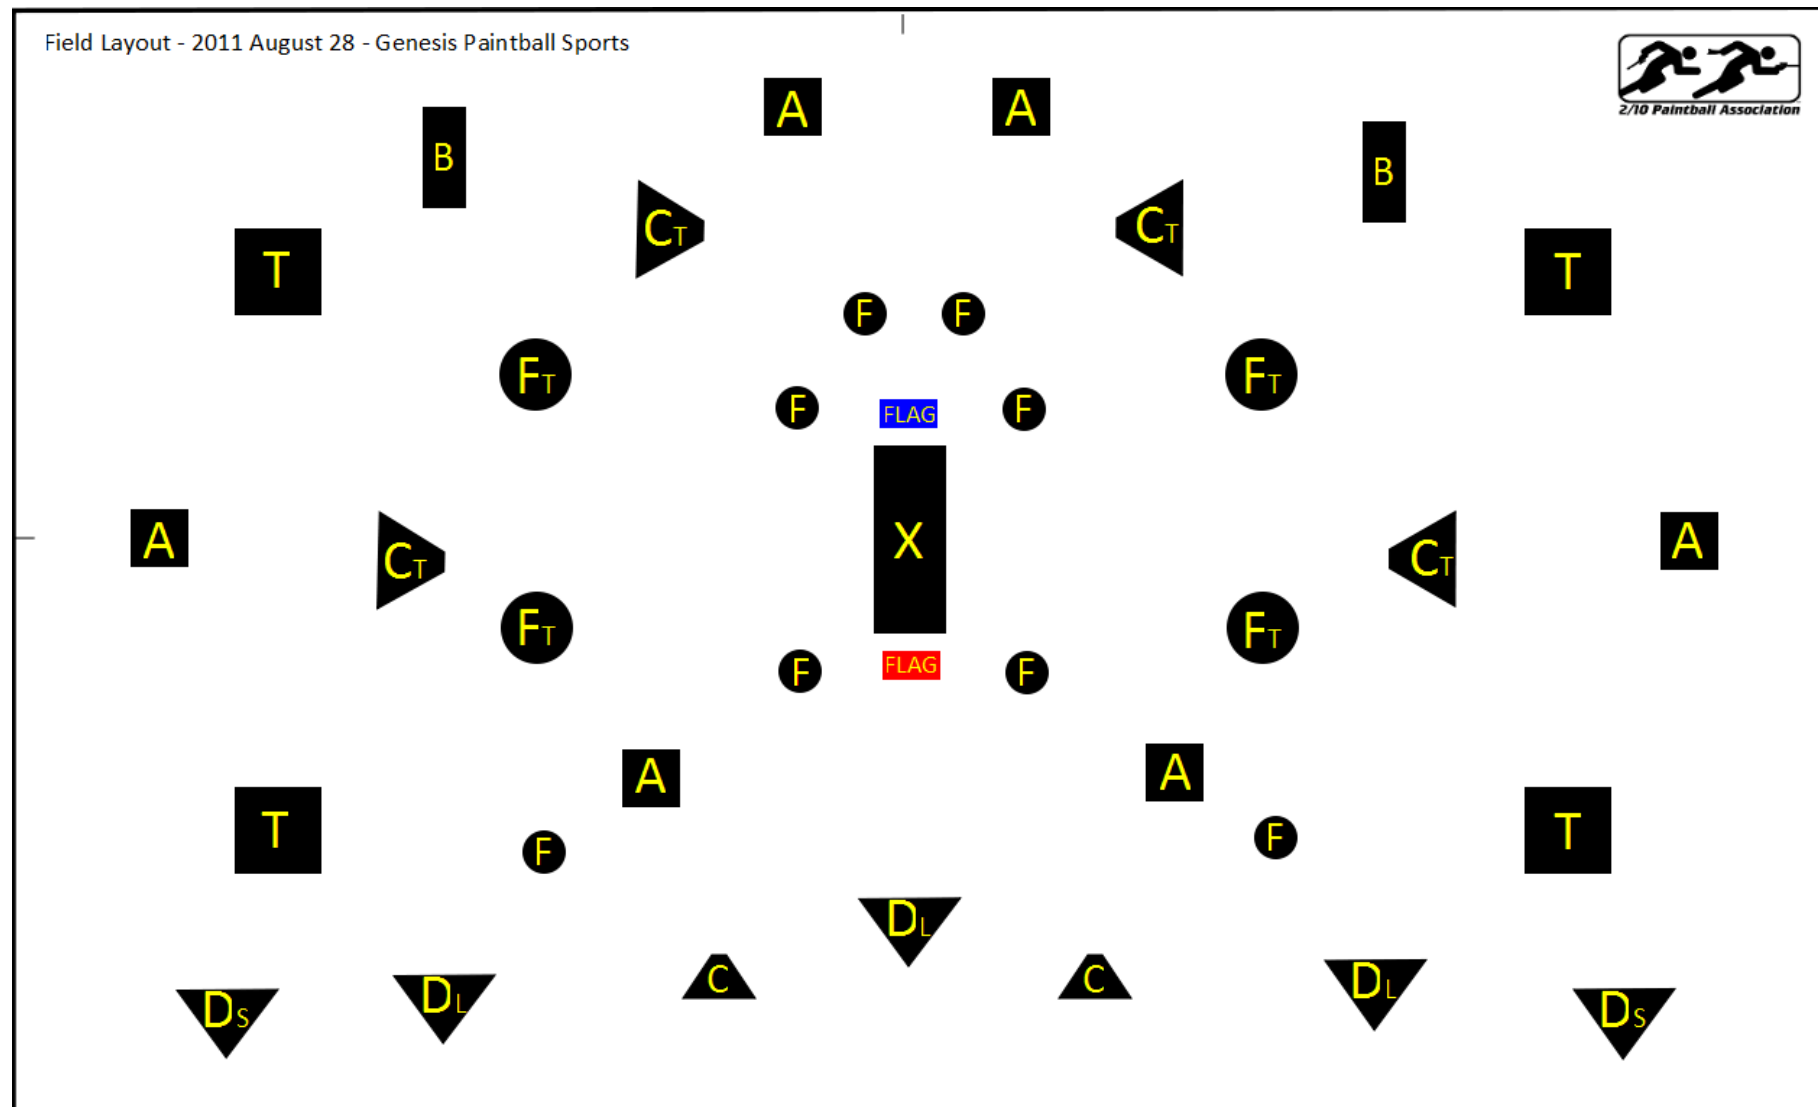 Field Layout - 2011 August 28 - Genesis Paintball Sports
2/10 Paintball Association
A A
B B
CT CT
T T
F F
FT FT
F FLAG F
A X A
CT CT
FT FT
F FLAG F
A A
T T
F F
DL
C C
DS DL DL DS